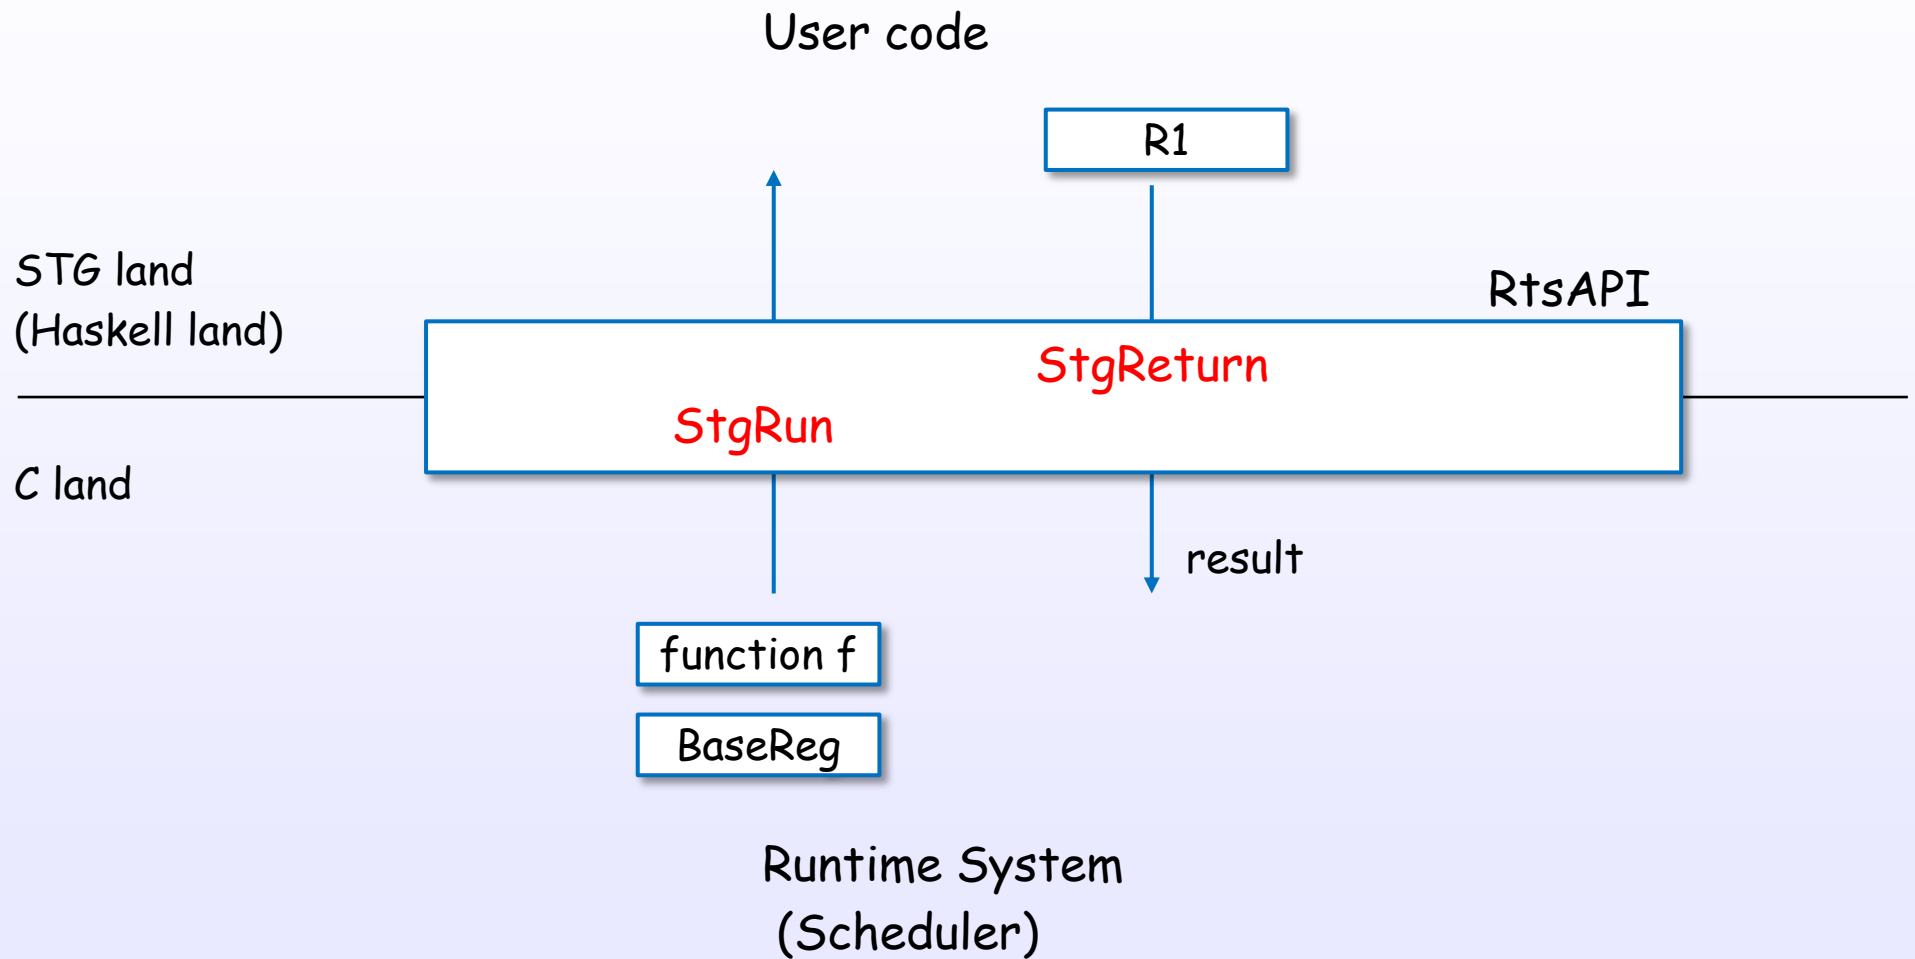 User code
R1
STG land
(Haskell land)
RtsAPI
StgReturn
StgRun
C land
result
function f
BaseReg
Runtime System
(Scheduler)